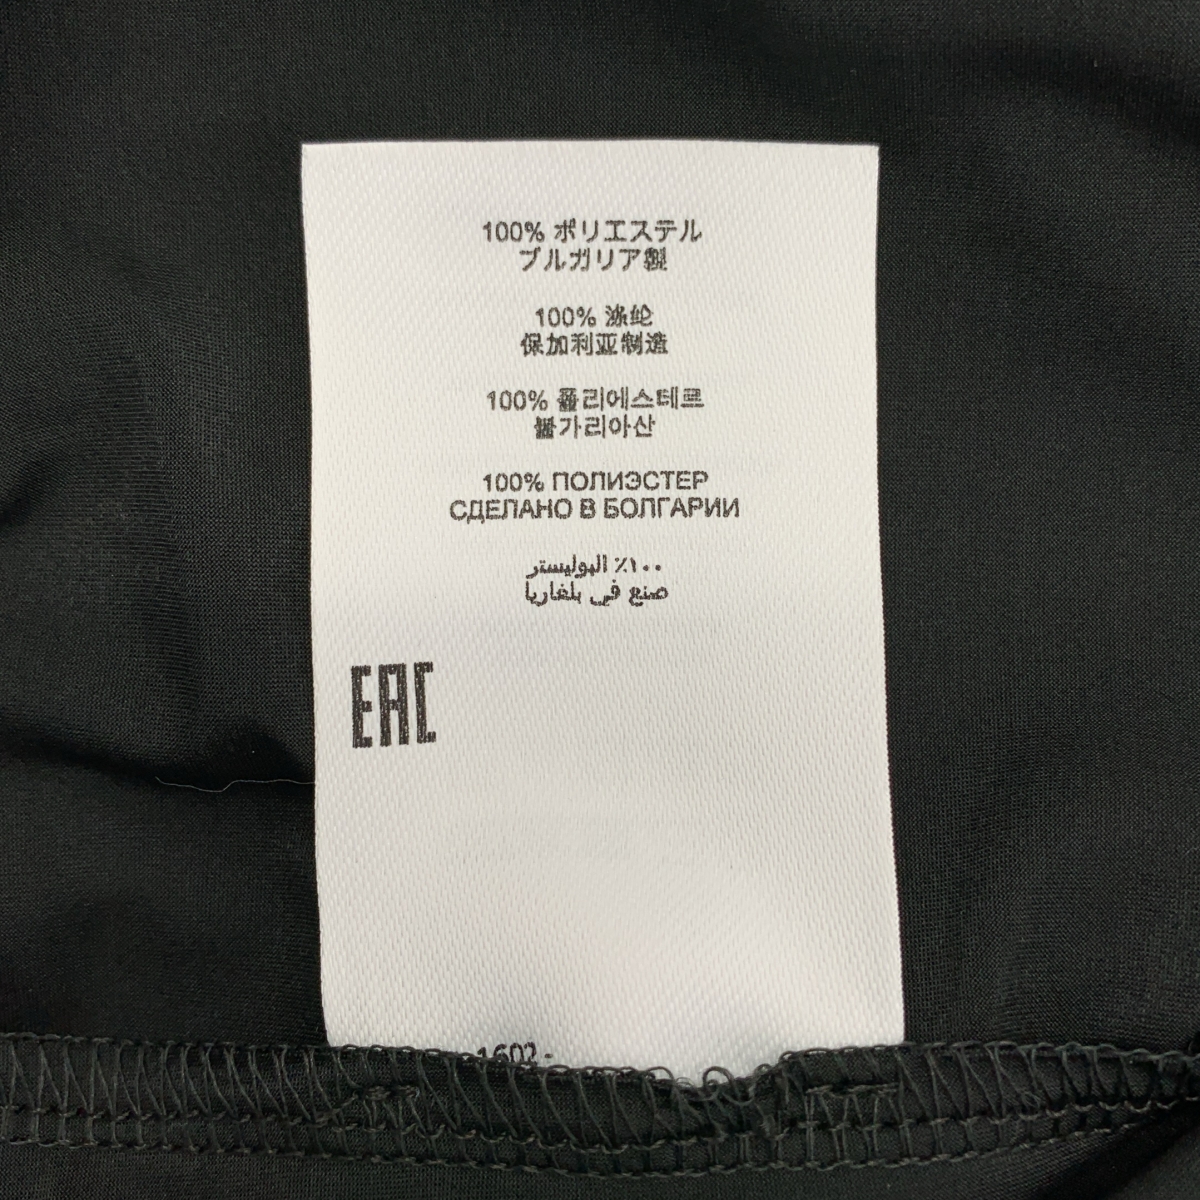 100% ポリエステル
ブルガリア製
100% 涤纶
保加利亚制造
100% 폴리에스테르
불가리아산
100% ПОЛИЭСТЕР
СДЕЛАНО В БОЛГАРИИ
١٠٠٪ البوليستر
صنع في بلغاريا
EAC
1602-